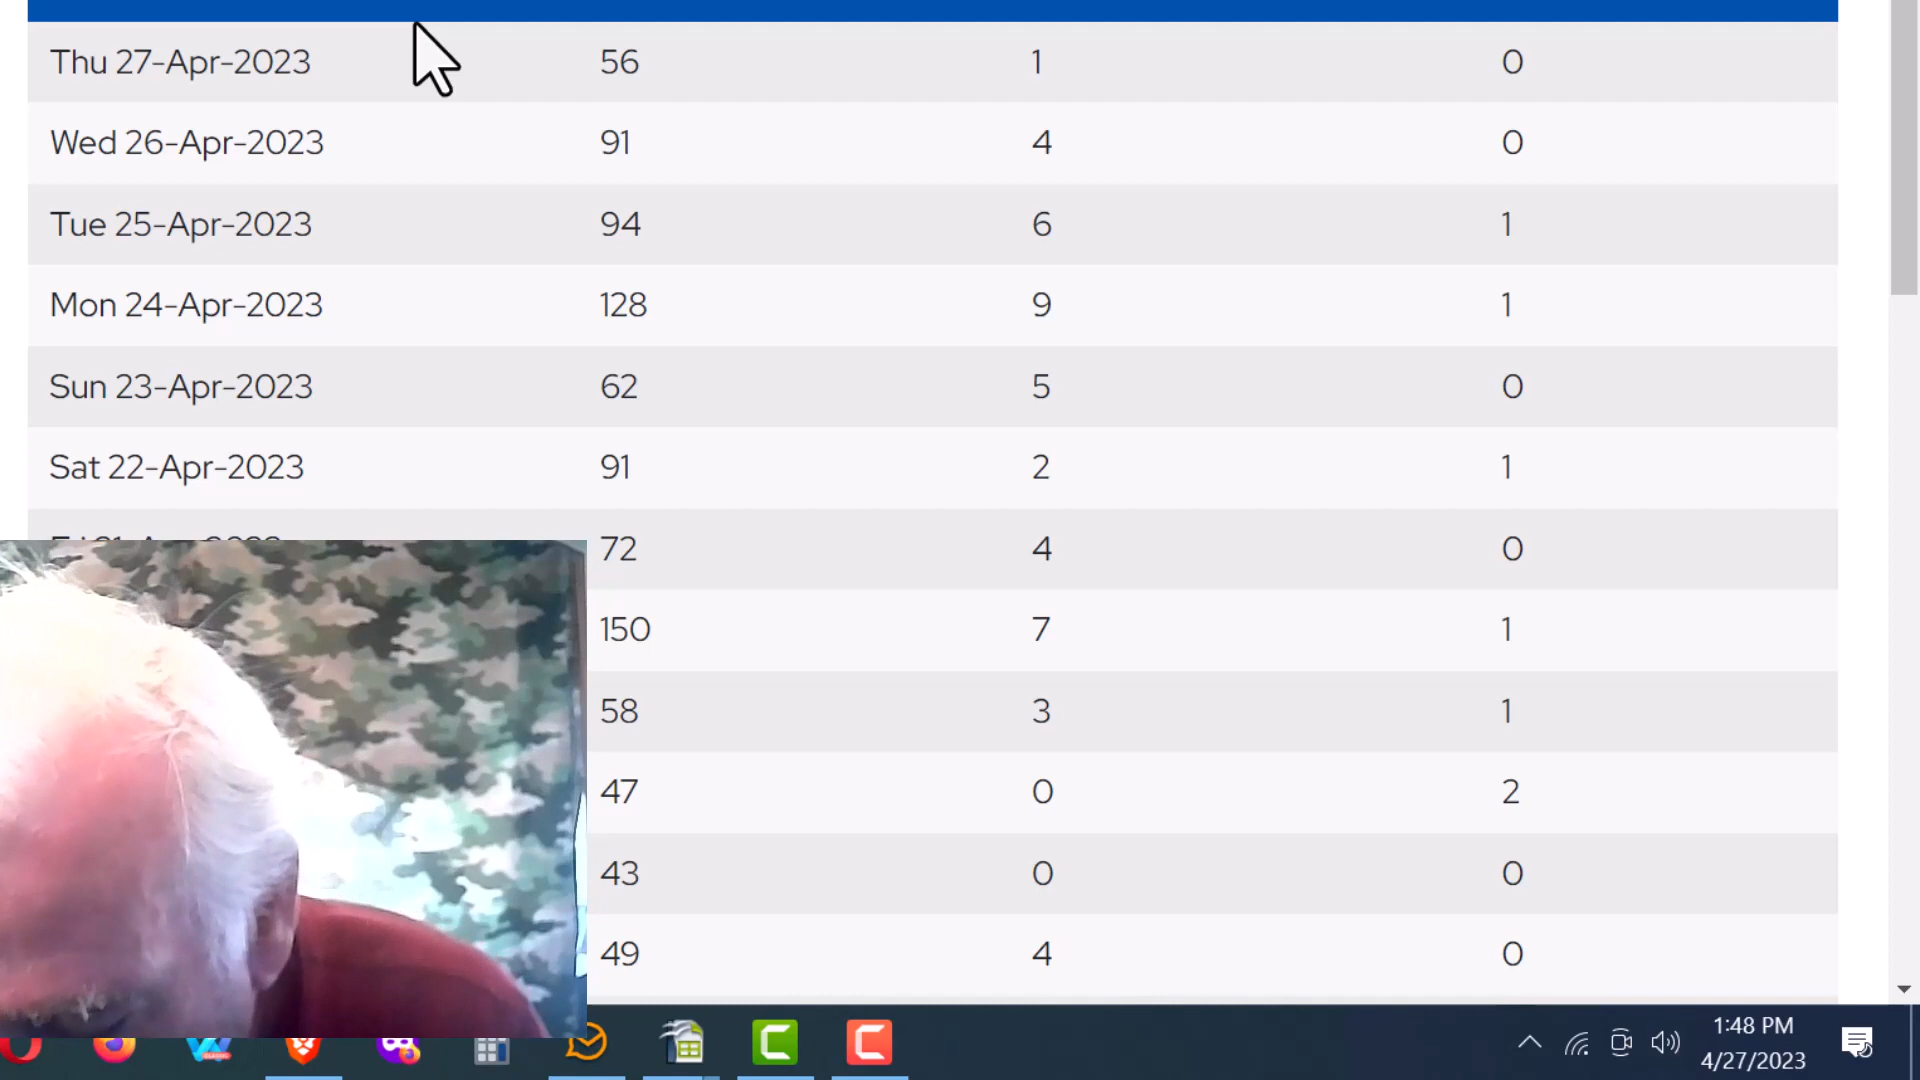 Thu 27-Apr-2023 56 1 0
Wed 26-Apr-2023 91 4 0
Tue 25-Apr-2023 94 6 1
Mon 24-Apr-2023 128 9 1
Sun 23-Apr-2023 62 5 0
Sat 22-Apr-2023 91 2 1
72 4 0
150 7 1
58 3 1
47 0 2
43 0 0
49 4 0
1:48 PM
4/27/2023